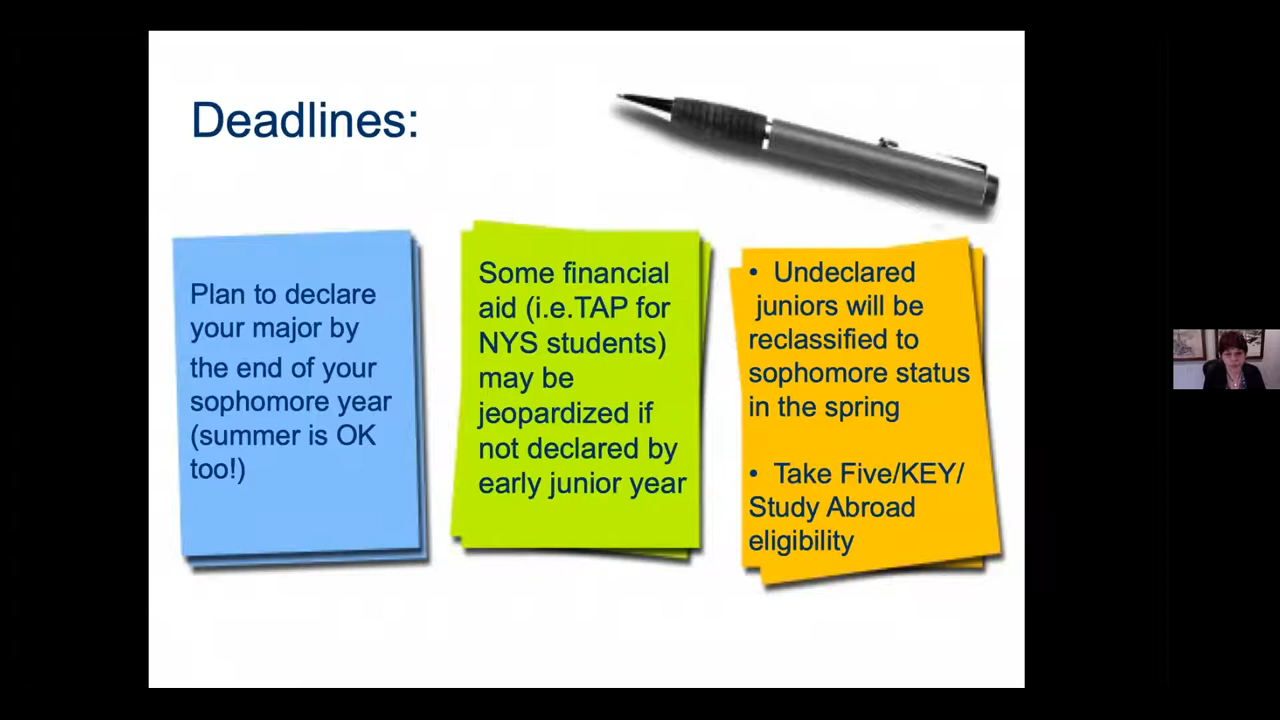 Deadlines:
Plan to declare
your major by
the end of your
sophomore year
(summer is OK
too!)
Some financial
aid (i.e.TAP for
NYS students)
may be
jeopardized if
not declared by
early junior year
• Undeclared
juniors will be
reclassified to
sophomore status
in the spring
• Take Five/KEY/
Study Abroad
eligibility